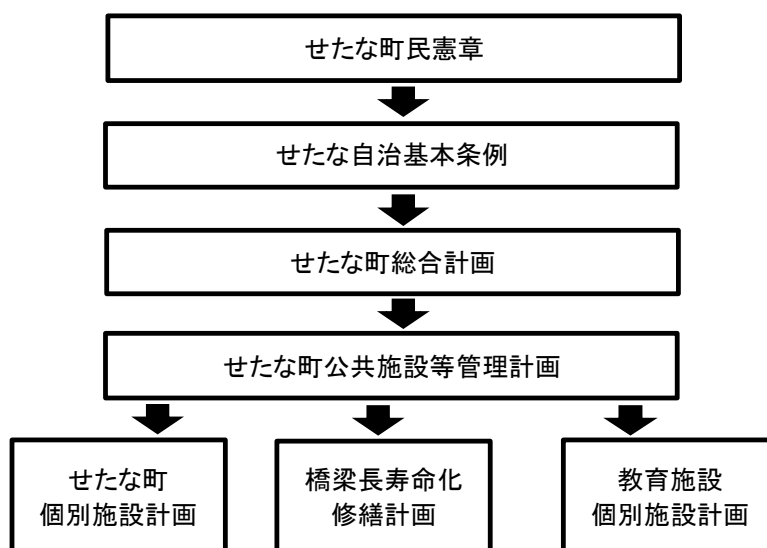 せたな町民憲章
せたな自治基本条例
せたな町総合計画
せたな町公共施設等管理計画
せたな町
個別施設計画
橋梁長寿命化
修繕計画
教育施設
個別施設計画